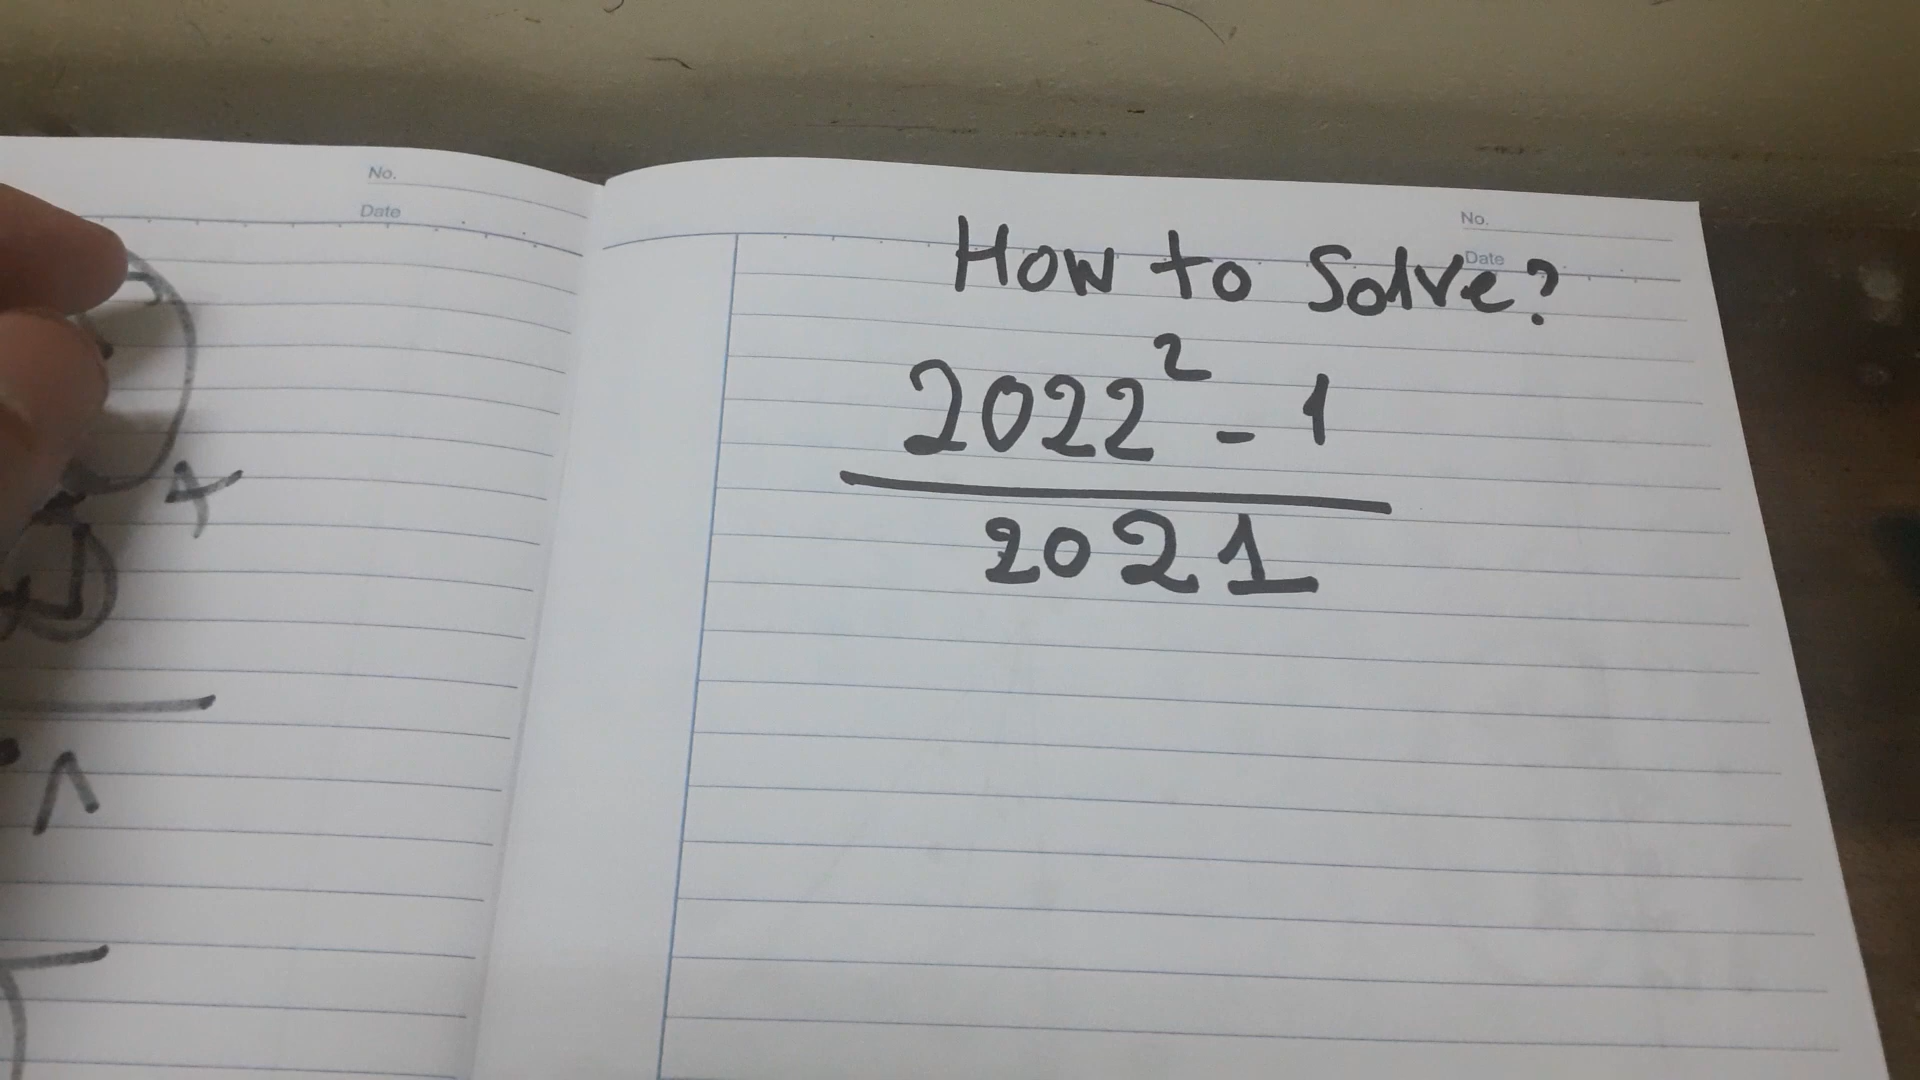 No.
Date
No.
Date
How to Solve?
2022² - 1
2021